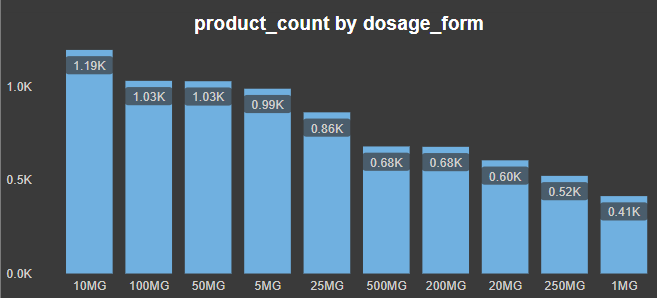 product_count by dosage_form
1.0K
0.5K
0.0K
1.19K
1.03K
1.03K
0.99K
0.86K
0.68K
0.68K
0.60K
0.52K
0.41K
10MG 100MG 50MG 5MG 25MG 500MG 200MG 20MG 250MG 1MG